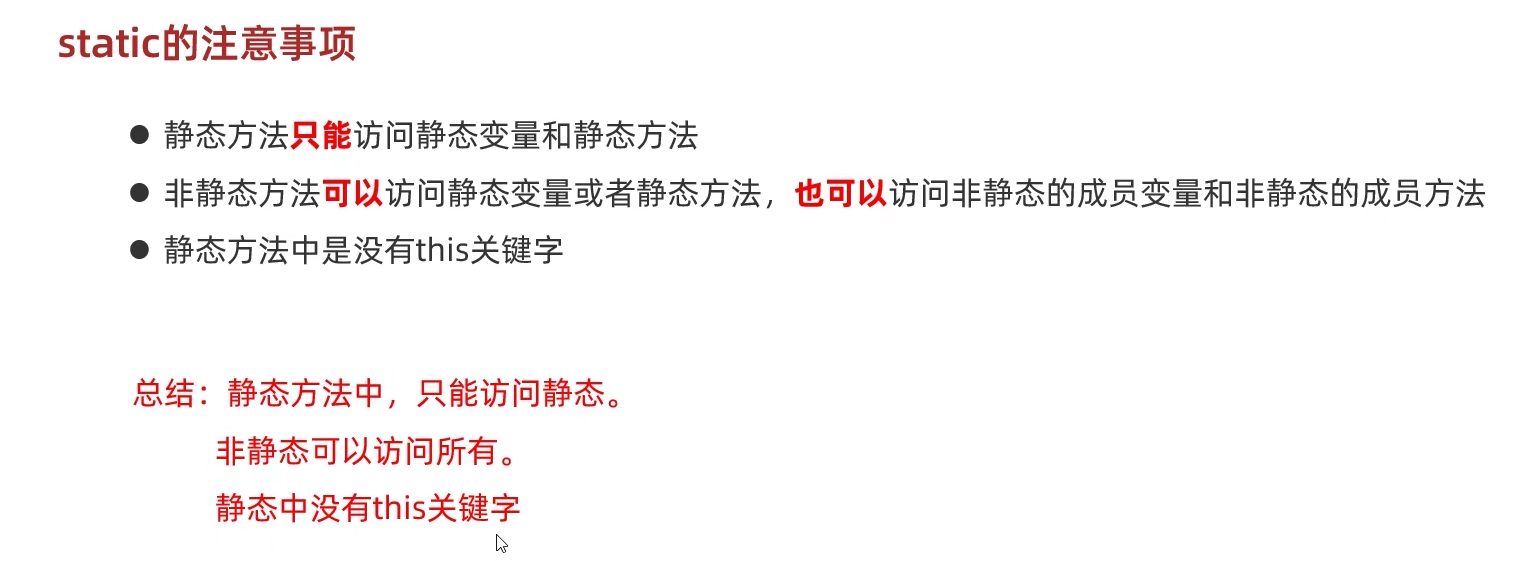 static的注意事项
● 静态方法只能访问静态变量和静态方法
● 非静态方法可以访问静态变量或者静态方法，也可以访问非静态的成员变量和非静态的成员方法
● 静态方法中是没有this关键字
总结：静态方法中，只能访问静态。
非静态可以访问所有。
静态中没有this关键字